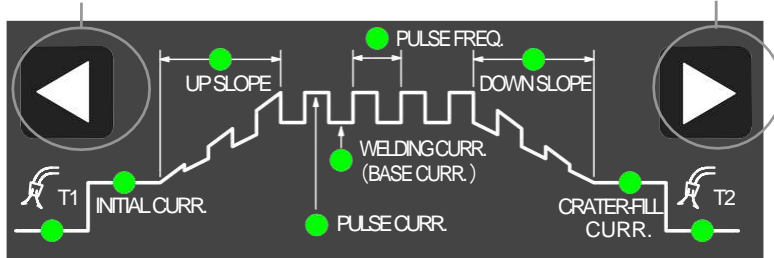 PULSE FREQ.
UP SLOPE
DOWN SLOPE
WELDING CURR.
(BASE CURR.)
T1
T2
INITIAL CURR.
CRATER-FILL
CURR.
PULSE CURR.